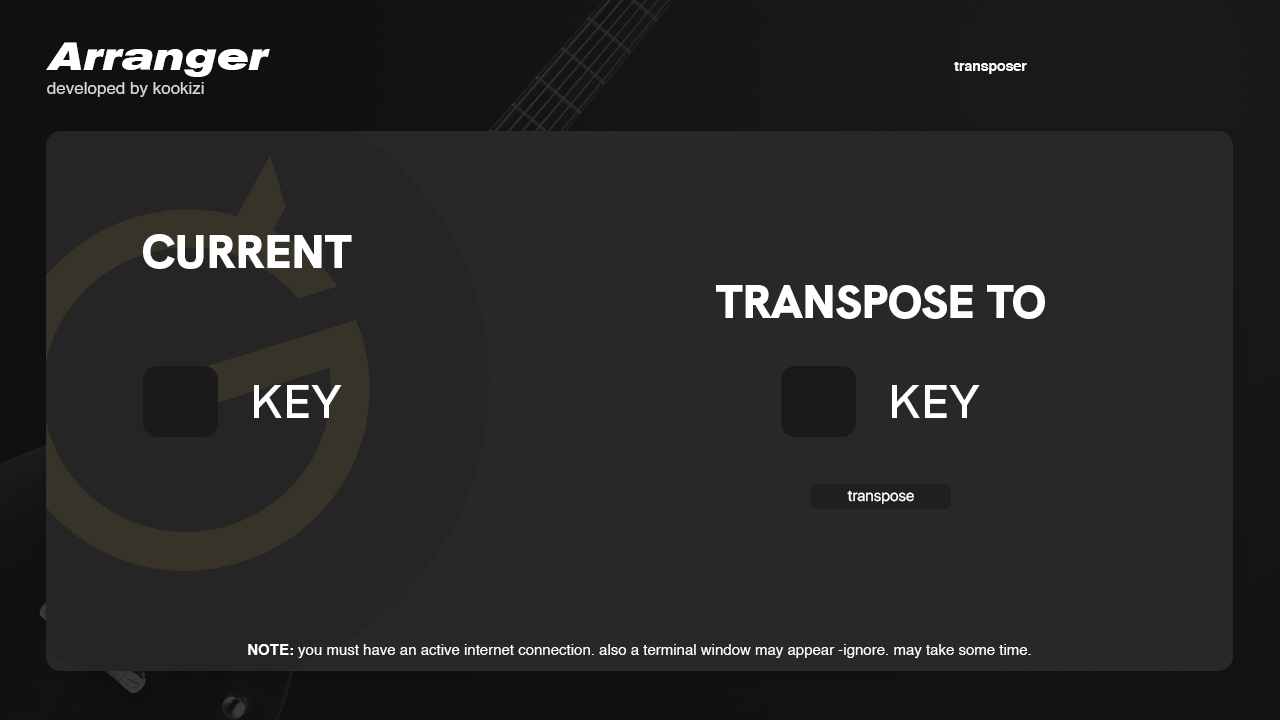 Arranger
developed by kookizi
transposer
CURRENT
TRANSPOSE TO
KEY
KEY
transpose
NOTE: you must have an active internet connection. also a terminal window may appear -ignore. may take some time.